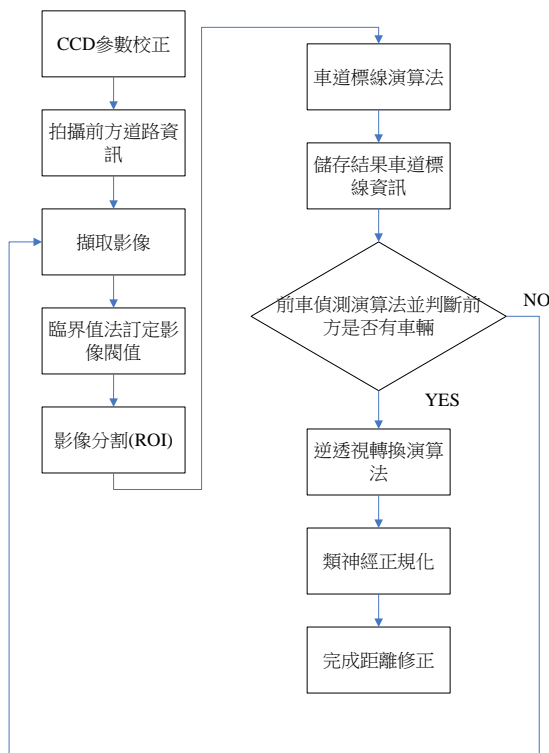 CCD參數校正
拍攝前方道路資
訊
擷取影像
臨界值法訂定影
像閥值
影像分割(ROI)
車道標線演算法
儲存結果車道標
線資訊
前車偵測演算法並判斷前
方是否有車輛
NO
YES
逆透視轉換演算
法
類神經正規化
完成距離修正